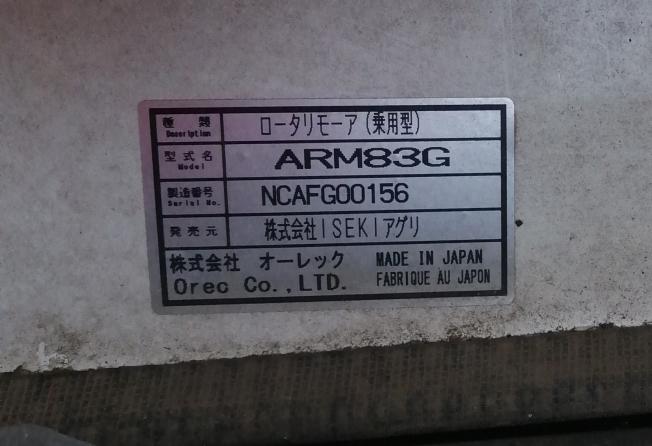 種類 ロータリモーア(乗用型)
Description
型式名 ARM83G
Model
製造番号 NCAFG00156
Serial No.
発売元 株式会社ISEKIアグリ
株式会社 オーレック MADE IN JAPAN
Orec Co.,LTD. FABRIQUE AU JAPON